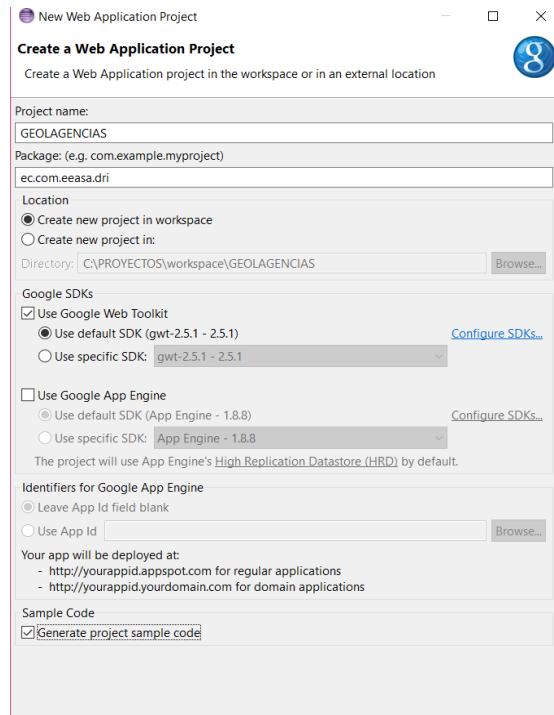 New Web Application Project
Create a Web Application Project
Create a Web Application project in the workspace or in an external location
8
Project name:
GEOLAGENCIAS
Package: (e.g. com.example.myproject)
ec.com.eeasa.dri
Location
Create new project in workspace
Create new project in:
Directory: C:\PROYECTOS\workspace\GEOLAGENCIAS Browse...
Google SDKs
Use Google Web Toolkit
Use default SDK (gwt-2.5.1 - 2.5.1) Configure SDKs...
Use specific SDK: gwt-2.5.1 - 2.5.1
Use Google App Engine
Use default SDK (App Engine - 1.8.8) Configure SDKs...
Use specific SDK: App Engine - 1.8.8
The project will use App Engine's High Replication Datastore (HRD) by default.
Identifiers for Google App Engine
Leave App Id field blank
Use App Id Browse...
Your app will be deployed at:
- http://yourappid.appspot.com for regular applications
- http://yourappid.yourdomain.com for domain applications
Sample Code
Generate project sample code